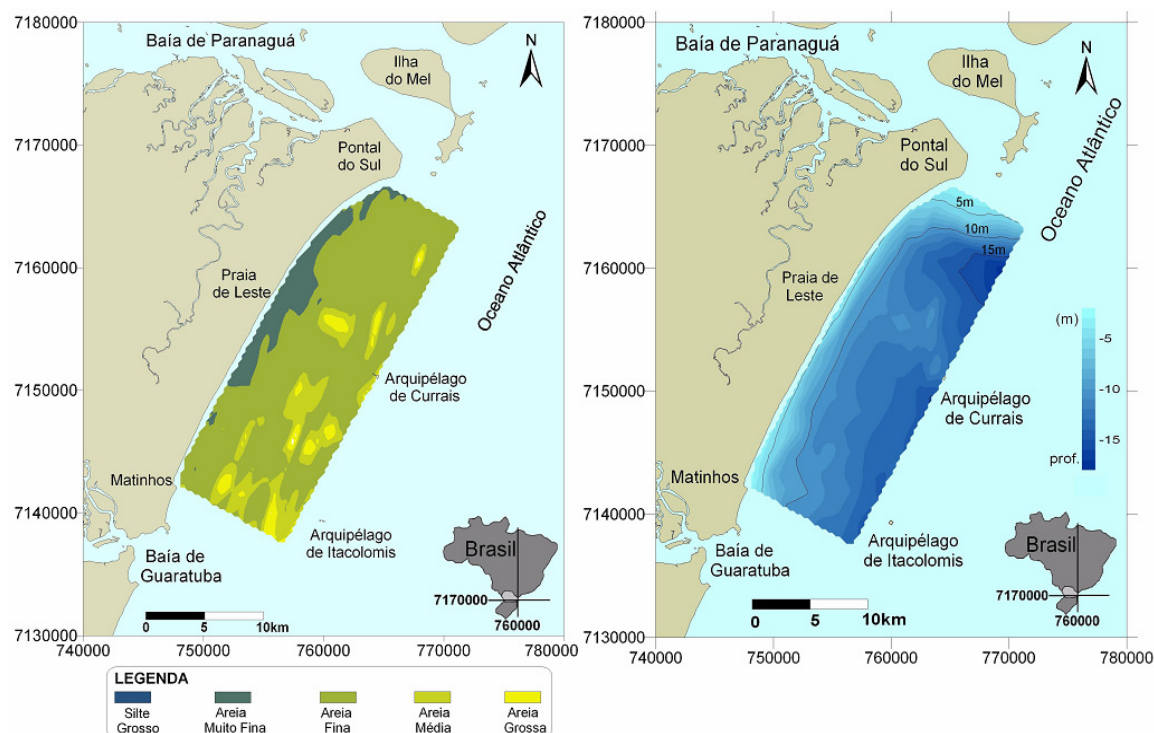 7180000
7170000
7160000
7150000
7140000
7130000
740000
750000
760000
770000
780000
Baía de Paranaguá
Ilha
do Mel
N
Pontal
do Sul
Praia
de Leste
Oceano Atlântico
Arquipélago
de Currais
Matinhos
Arquipélago
de Itacolomis
Baía de
Guaratuba
Brasil
7170000
760000
0
5
10km
LEGENDA
Silte
Grosso
Areia
Muito Fina
Areia
Fina
Areia
Média
Areia
Grossa
7180000
7170000
7160000
7150000
7140000
7130000
740000
750000
760000
770000
780000
Baía de Paranaguá
Ilha
do Mel
N
Pontal
do Sul
Oceano Atlântico
5m
10m
15m
Praia de
Leste
(m)
-5
-10
-15
prof.
Arquipélago
de Currais
Matinhos
Arquipélago
de Itacolomis
Baía de
Guaratuba
Brasil
7170000
760000
0
5
10km